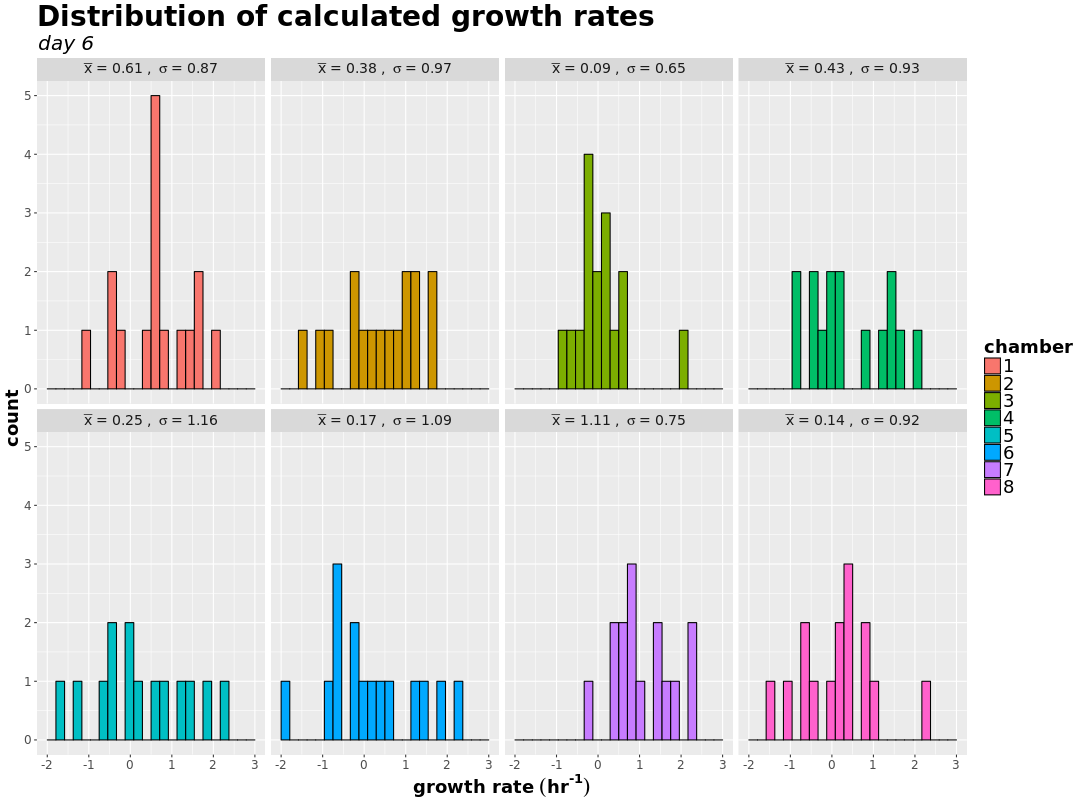 Distribution of calculated growth rates
day 6
x̅ = 0.61 , σ = 0.87
x̅ = 0.38 , σ = 0.97
x̅ = 0.09 , σ = 0.65
x̅ = 0.43 , σ = 0.93
5
4
3
2
1
0
x̅ = 0.25 , σ = 1.16
x̅ = 0.17 , σ = 1.09
x̅ = 1.11 , σ = 0.75
x̅ = 0.14 , σ = 0.92
5
4
3
2
1
0
-2 -1 0 1 2 3
-2 -1 0 1 2 3
-2 -1 0 1 2 3
-2 -1 0 1 2 3
count
growth rate (hr⁻¹)
chamber
1
2
3
4
5
6
7
8